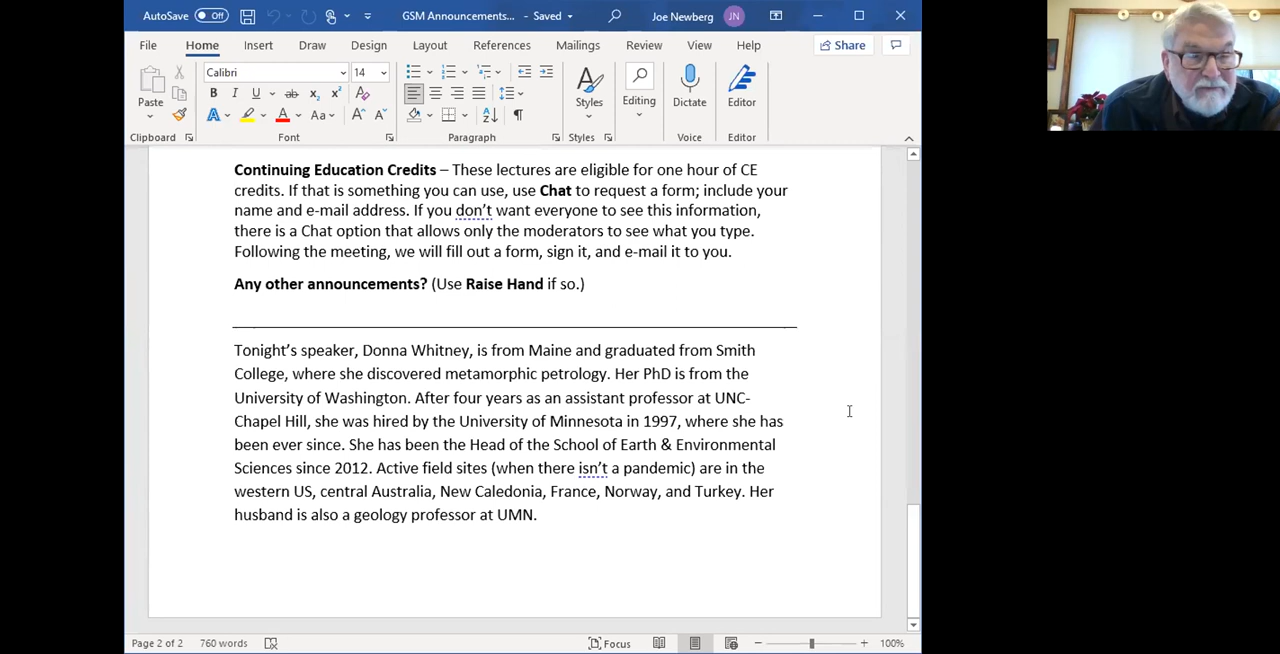 AutoSave Off GSM Announcements... - Saved Joe Newberg JN
File Home Insert Draw Design Layout References Mailings Review View Help Share
Calibri 14
B I U ab x₂ x² A
Paste A A Aa A A Styles Editing Dictate Editor
Clipboard Font Paragraph Styles Voice Editor
Continuing Education Credits – These lectures are eligible for one hour of CE
credits. If that is something you can use, use Chat to request a form; include your
name and e-mail address. If you don't want everyone to see this information,
there is a Chat option that allows only the moderators to see what you type.
Following the meeting, we will fill out a form, sign it, and e-mail it to you.
Any other announcements? (Use Raise Hand if so.)
Tonight's speaker, Donna Whitney, is from Maine and graduated from Smith
College, where she discovered metamorphic petrology. Her PhD is from the
University of Washington. After four years as an assistant professor at UNC-
Chapel Hill, she was hired by the University of Minnesota in 1997, where she has
been ever since. She has been the Head of the School of Earth & Environmental
Sciences since 2012. Active field sites (when there isn't a pandemic) are in the
western US, central Australia, New Caledonia, France, Norway, and Turkey. Her
husband is also a geology professor at UMN.
Page 2 of 2 760 words Focus 100%